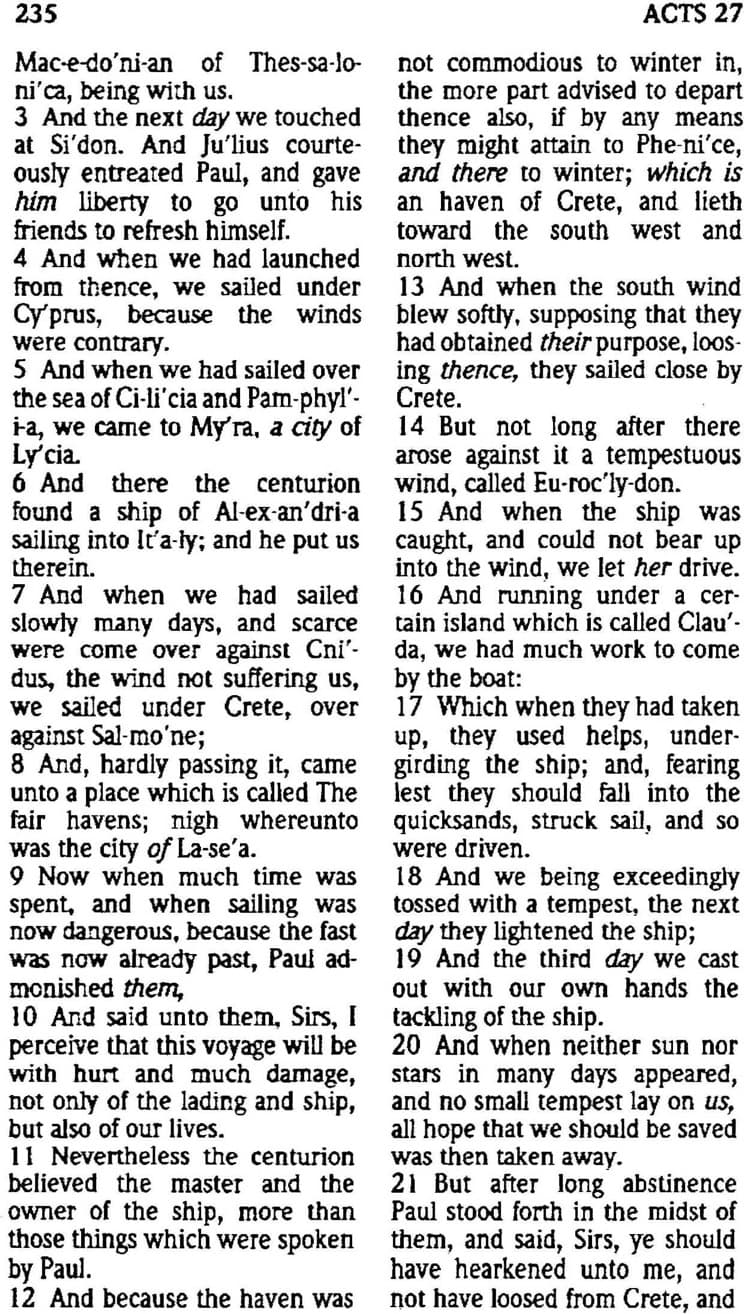 235
ACTS 27
Mac-e-do'ni-an of Thes-sa-lo-
ni'ca, being with us.
3 And the next day we touched
at Si'don. And Ju'lius courte-
ously entreated Paul, and gave
him liberty to go unto his
friends to refresh himself.
4 And when we had launched
from thence, we sailed under
Cy'prus, because the winds
were contrary.
5 And when we had sailed over
the sea of Ci-li'cia and Pam-phyl'-
i-a, we came to My'ra, a city of
Ly'cia.
6 And there the centurion
found a ship of Al-ex-an'dri-a
sailing into It'a-ly; and he put us
therein.
7 And when we had sailed
slowly many days, and scarce
were come over against Cni'-
dus, the wind not suffering us,
we sailed under Crete, over
against Sal-mo'ne;
8 And, hardly passing it, came
unto a place which is called The
fair havens; nigh whereunto
was the city of La-se'a.
9 Now when much time was
spent, and when sailing was
now dangerous, because the fast
was now already past, Paul ad-
monished them,
10 And said unto them, Sirs, I
perceive that this voyage will be
with hurt and much damage,
not only of the lading and ship,
but also of our lives.
11 Nevertheless the centurion
believed the master and the
owner of the ship, more than
those things which were spoken
by Paul.
12 And because the haven was
not commodious to winter in,
the more part advised to depart
thence also, if by any means
they might attain to Phe-ni'ce,
and there to winter; which is
an haven of Crete, and lieth
toward the south west and
north west.
13 And when the south wind
blew softly, supposing that they
had obtained their purpose, loos-
ing thence, they sailed close by
Crete.
14 But not long after there
arose against it a tempestuous
wind, called Eu-roc'ly-don.
15 And when the ship was
caught, and could not bear up
into the wind, we let her drive.
16 And running under a cer-
tain island which is called Clau'-
da, we had much work to come
by the boat:
17 Which when they had taken
up, they used helps, under-
girding the ship; and, fearing
lest they should fall into the
quicksands, struck sail, and so
were driven.
18 And we being exceedingly
tossed with a tempest, the next
day they lightened the ship;
19 And the third day we cast
out with our own hands the
tackling of the ship.
20 And when neither sun nor
stars in many days appeared,
and no small tempest lay on us,
all hope that we should be saved
was then taken away.
21 But after long abstinence
Paul stood forth in the midst of
them, and said, Sirs, ye should
have hearkened unto me, and
not have loosed from Crete, and